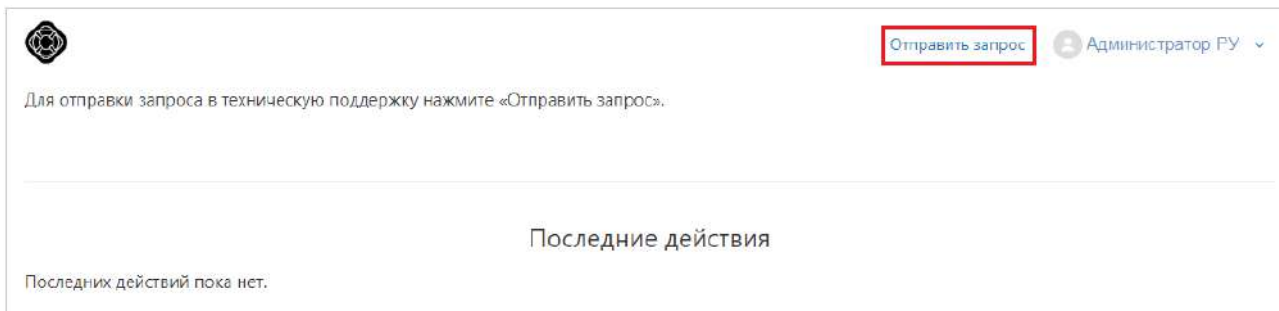 Отправить запрос
Администратор РУ
Для отправки запроса в техническую поддержку нажмите «Отправить запрос».
Последние действия
Последних действий пока нет.